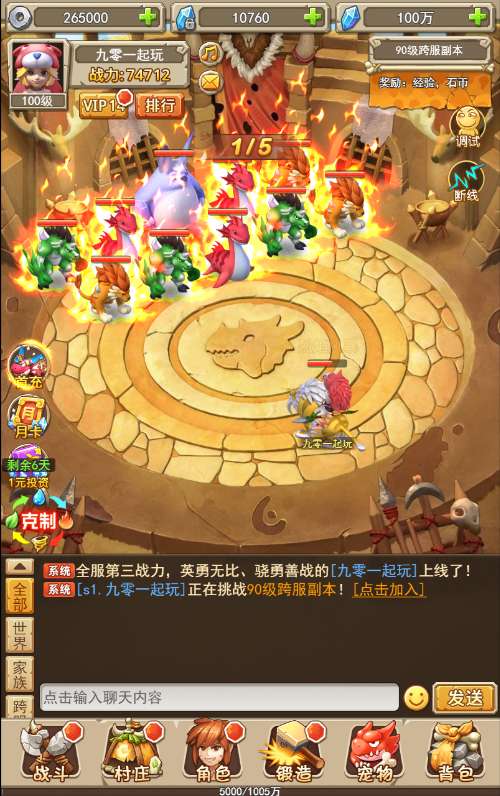 265000
10760
100万
九零一起玩
战力:74712
100级
VIP14
排行
90级跨服副本
奖励：经验、石币
调试
断线
1/5
首充
月卡
剩余6天
1元投资
克制
九零一起玩
系统 全服第三战力，英勇无比、骁勇善战的[九零一起玩]上线了！
系统 [s1.九零一起玩]正在挑战90级跨服副本！[点击加入]
全部
世界
家族
点击输入聊天内容
发送
战斗
村庄
角色
锻造
宠物
背包
5000/1005万